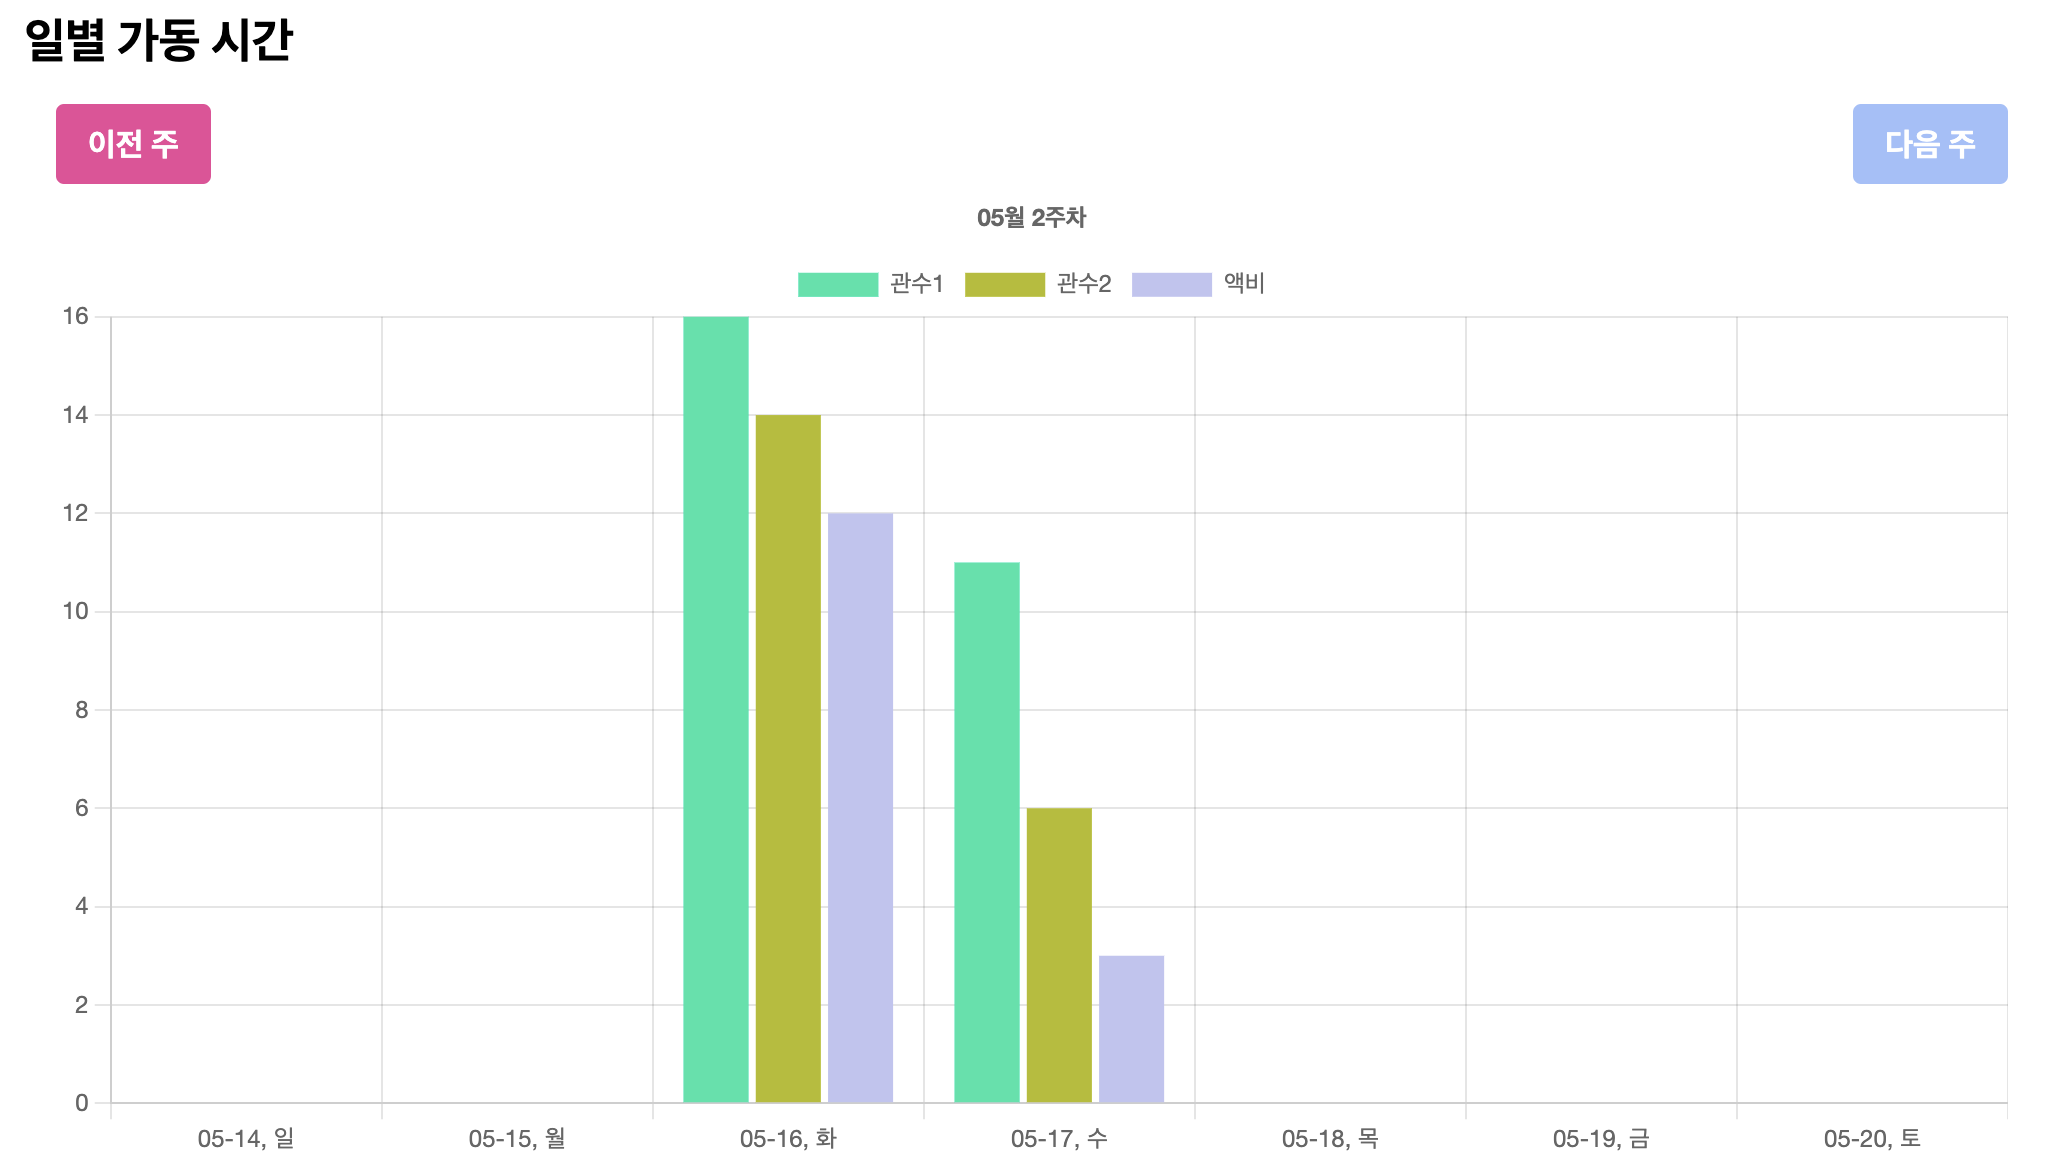 일별 가동 시간
이전 주
다음 주
05월 2주차
관수1 관수2 액비
16
14
12
10
8
6
4
2
0
05-14, 일 05-15, 월 05-16, 화 05-17, 수 05-18, 목 05-19, 금 05-20, 토